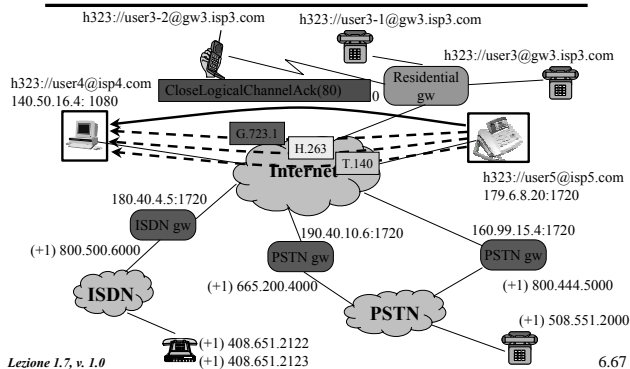 h323://user3-2@gw3.isp3.com
h323://user3-1@gw3.isp3.com
h323://user3@gw3.isp3.com
Residential
gw
h323://user4@isp4.com
140.50.16.4: 1080
CloseLogicalChannelAck(80)
0
G.723.1
H.263
T.140
Internet
h323://user5@isp5.com
179.6.8.20:1720
180.40.4.5:1720
ISDN gw
190.40.10.6:1720
160.99.15.4:1720
PSTN gw
PSTN gw
(+1) 800.500.6000
(+1) 665.200.4000
(+1) 800.444.5000
ISDN
PSTN
(+1) 508.551.2000
(+1) 408.651.2122
(+1) 408.651.2123
Lezione 1.7, v. 1.0
6.67